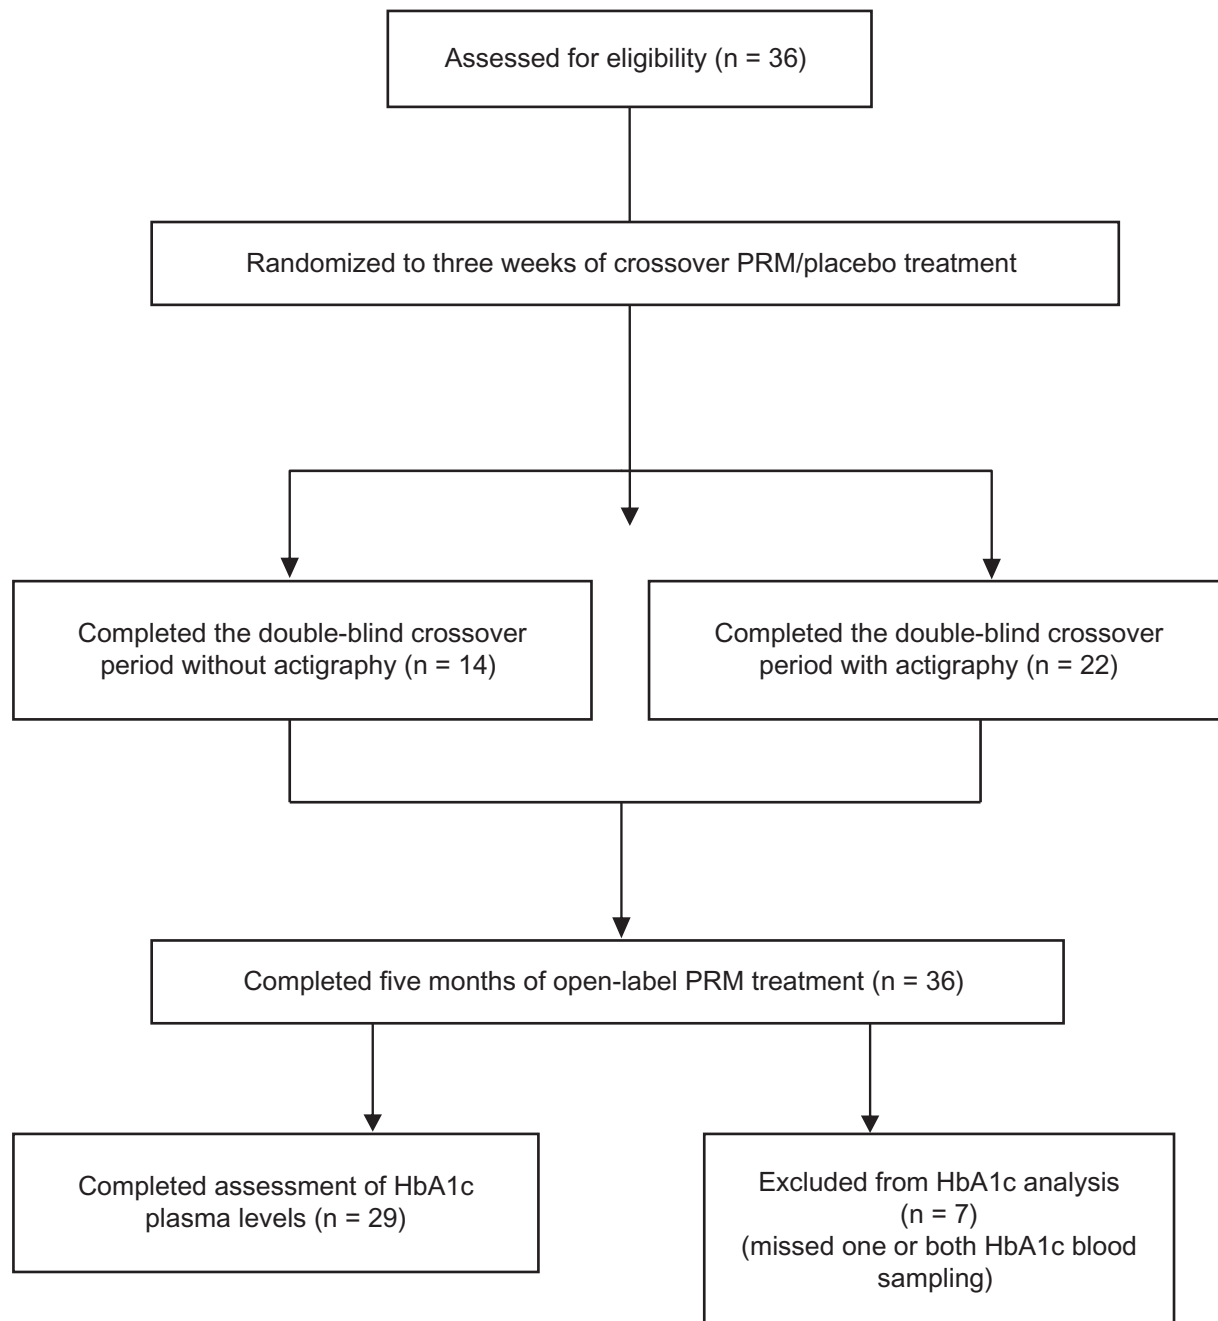 Assessed for eligibility (n = 36)
Randomized to three weeks of crossover PRM/placebo treatment
Completed the double-blind crossover
period without actigraphy (n = 14)
Completed the double-blind crossover
period with actigraphy (n = 22)
Completed five months of open-label PRM treatment (n = 36)
Completed assessment of HbA1c
plasma levels (n = 29)
Excluded from HbA1c analysis
(n = 7)
(missed one or both HbA1c blood
sampling)